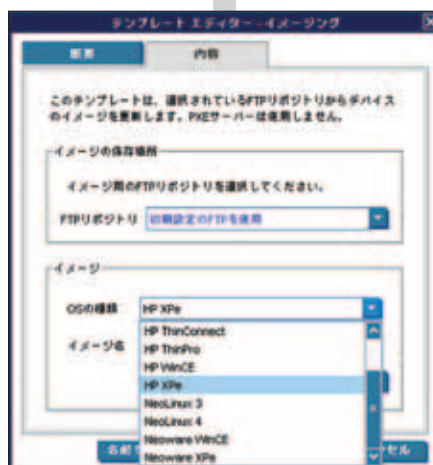 テンプレート エディター - イメージング
概要
内容
このテンプレートは、選択されているFTPリポジトリからデバイス
のイメージを更新します。PXEサーバーは使用しません。
イメージの保存場所
イメージ用のFTPリポジトリを選択してください。
FTPリポジトリ 初期設定のFTPを使用
イメージ
OSの種類 HP XPe
イメージ名
HP ThinConnect
HP ThinPro
HP WinCE
HP XPe
NeoLinux 3
NeoLinux 4
Neoware WinCE
Neoware XPe